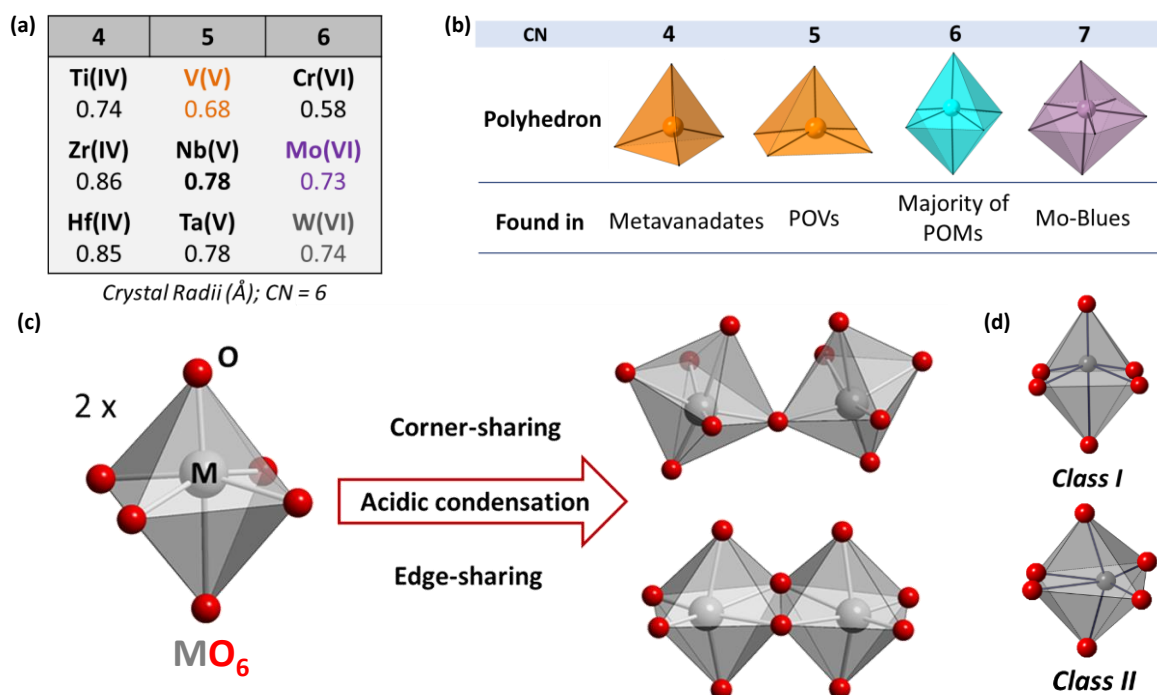 (a)
4 5 6
Ti(IV) V(V) Cr(VI)
0.74 0.68 0.58
Zr(IV) Nb(V) Mo(VI)
0.86 0.78 0.73
Hf(IV) Ta(V) W(VI)
0.85 0.78 0.74
Crystal Radii (Å); CN = 6
(b)
CN 4 5 6 7
Polyhedron
Found in Metavanadates POVs Majority of POMs Mo-Blues
(c)
2 x
O
M
MO₆
Corner-sharing
Acidic condensation
Edge-sharing
(d)
Class I
Class II